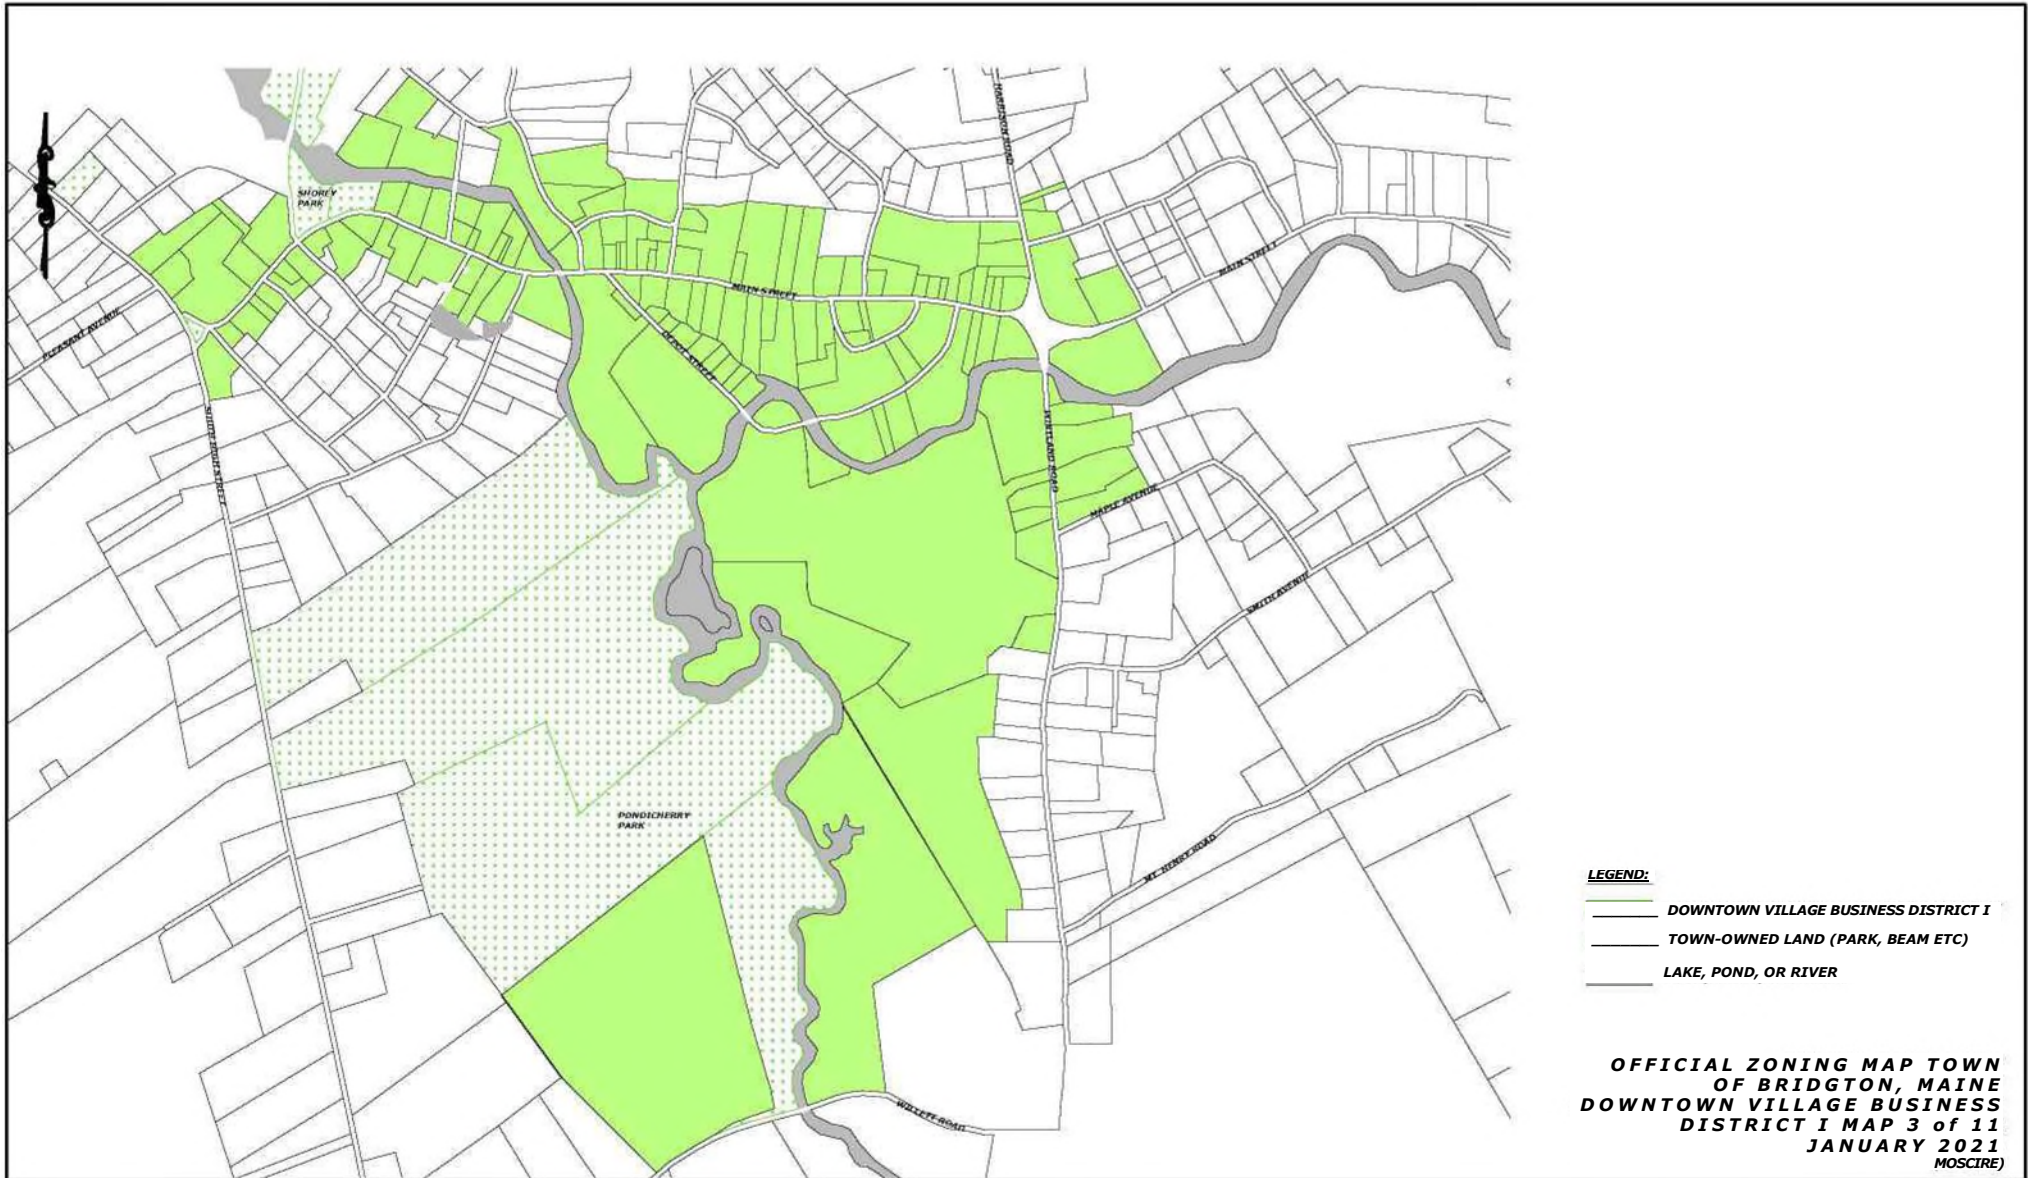 HARRISON ROAD
SHOREY
PARK
MAIN STREET
MAIN STREET
PLEASANT AVENUE
DEPOT STREET
SOUTH HIGH STREET
PORTLAND ROAD
MAPLE AVENUE
SMITH AVENUE
PONDICHERRY
PARK
MT HENRY ROAD
WILLETT ROAD
LEGEND:
DOWNTOWN VILLAGE BUSINESS DISTRICT I
TOWN-OWNED LAND (PARK, BEAM ETC)
LAKE, POND, OR RIVER
OFFICIAL ZONING MAP TOWN
OF BRIDGTON, MAINE
DOWNTOWN VILLAGE BUSINESS
DISTRICT I MAP 3 of 11
JANUARY 2021
MOSCIRE)